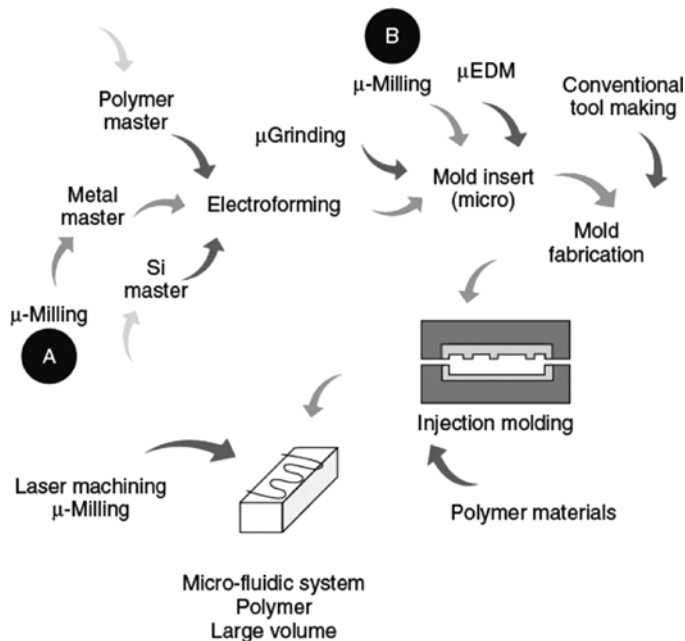 B
μ-Milling
μEDM
Conventional
tool making
Polymer
master
μGrinding
Metal
master
Electroforming
Mold insert
(micro)
Mold
fabrication
Si
master
μ-Milling
A
Injection molding
Laser machining
μ-Milling
Polymer materials
Micro-fluidic system
Polymer
Large volume